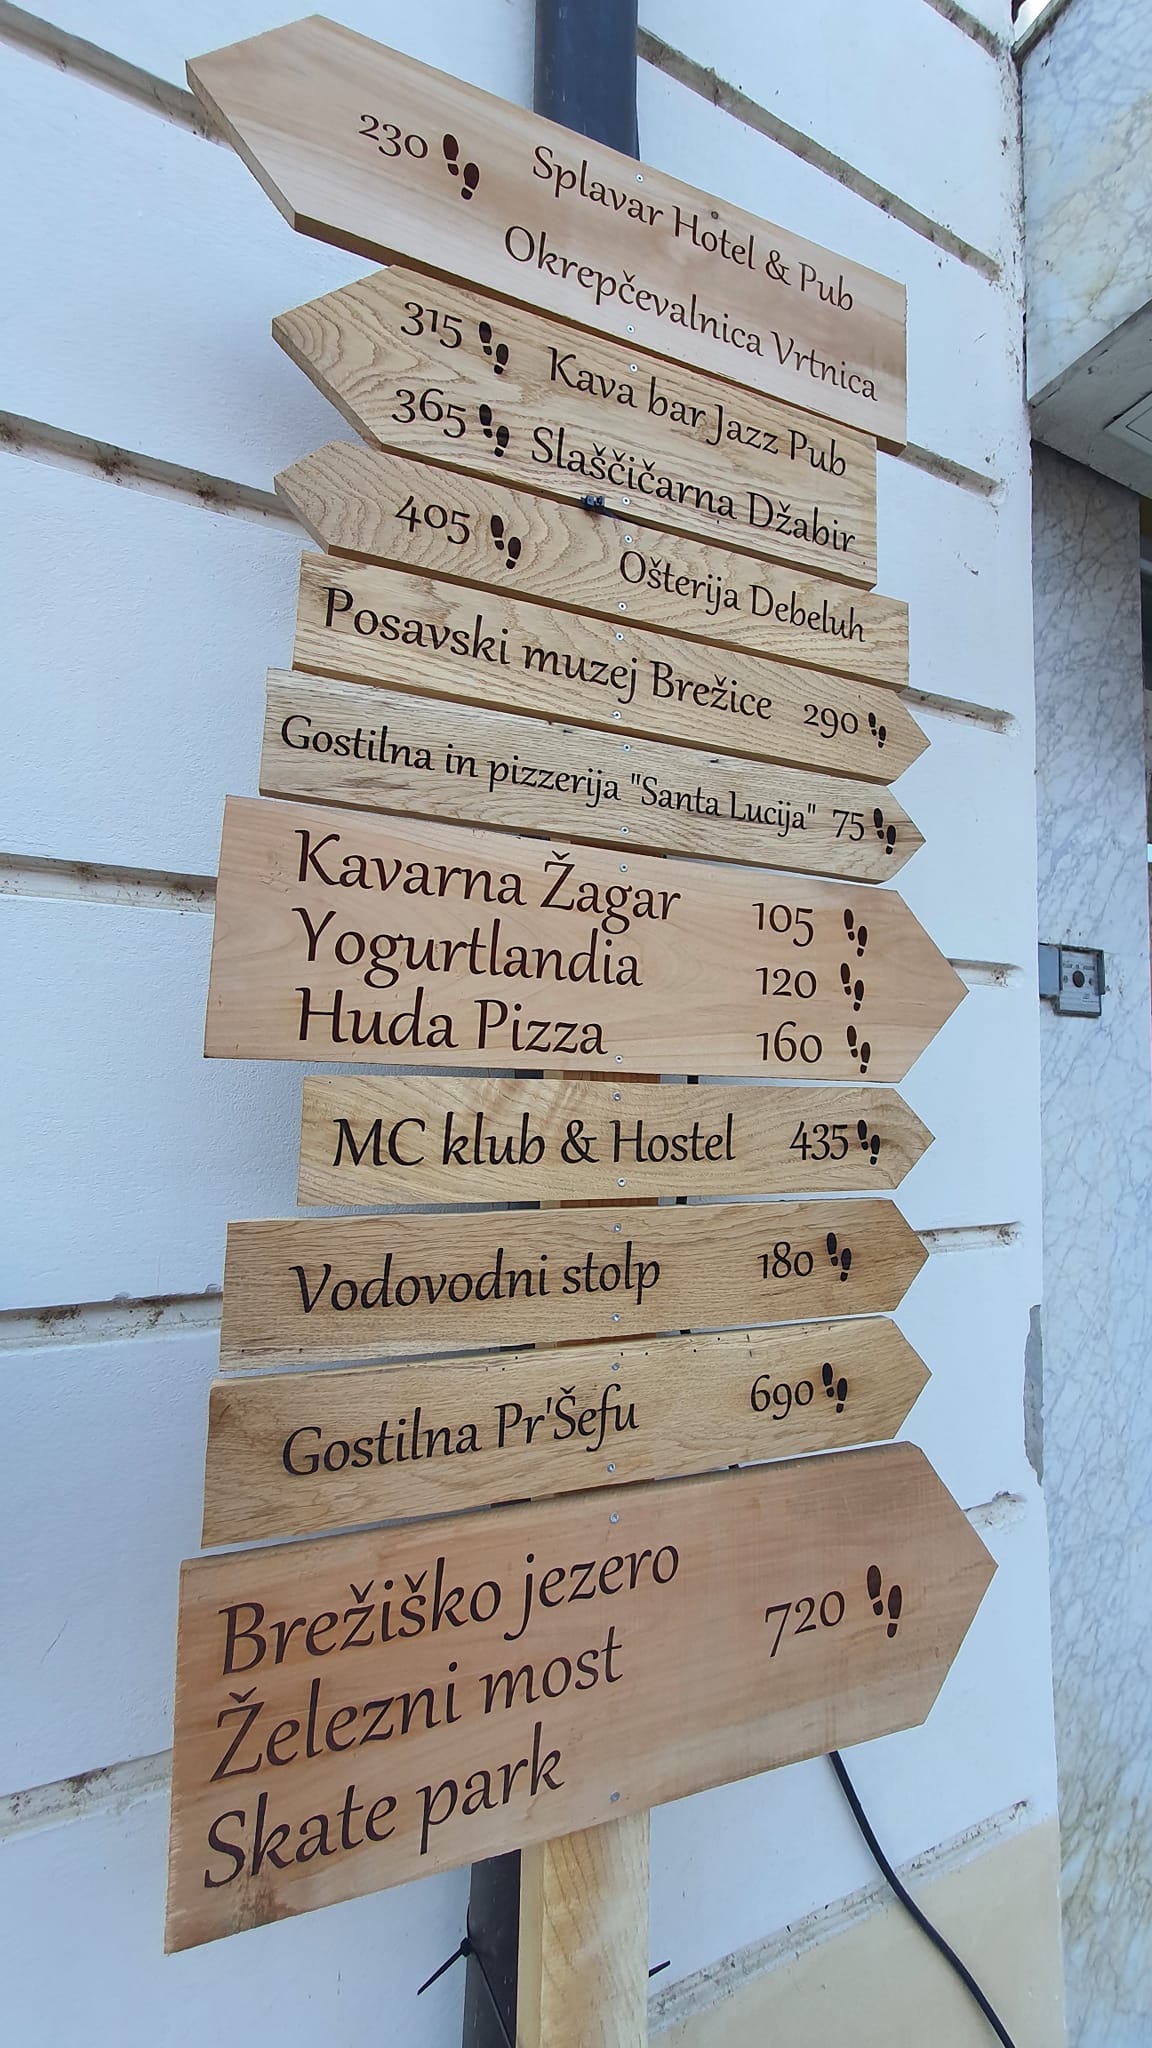 230 Splavar Hotel & Pub
Okrepčevalnica Vrtnica
315 Kava bar Jazz Pub
365 Slaščičarna Džabir
405 Ošterija Debeluh
Posavski muzej Brežice 290
Gostilna in pizzerija "Santa Lucija" 75
Kavarna Žagar 105
Yogurtlandia 120
Huda Pizza 160
MC klub & Hostel 435
Vodovodni stolp 180
Gostilna Pr'Šefu 690
Brežiško jezero
Železni most 720
Skate park